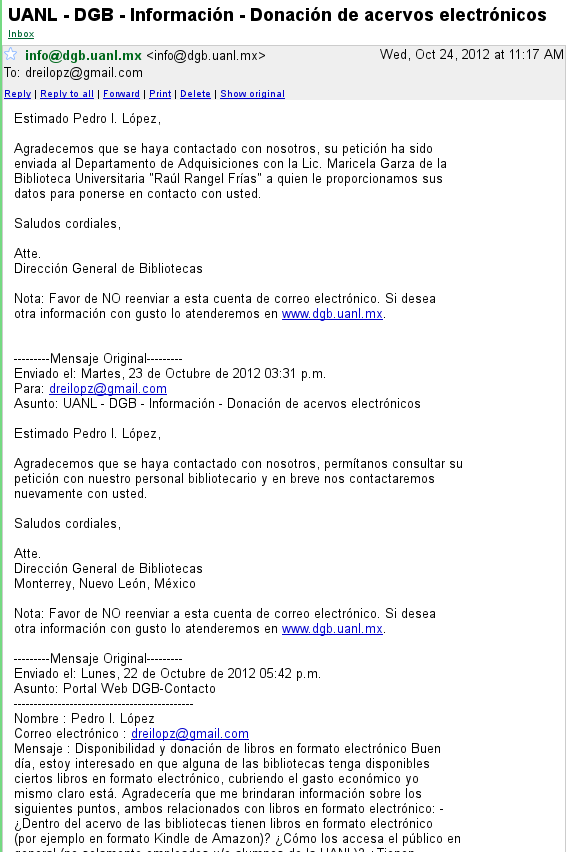 UANL - DGB - Información - Donación de acervos electrónicos
Inbox
info@dgb.uanl.mx <info@dgb.uanl.mx> Wed, Oct 24, 2012 at 11:17 AM
To: dreilopz@gmail.com
Reply | Reply to all | Forward | Print | Delete | Show original
Estimado Pedro I. López,
Agradecemos que se haya contactado con nosotros, su petición ha sido
enviada al Departamento de Adquisiciones con la Lic. Maricela Garza de la
Biblioteca Universitaria "Raúl Rangel Frías" a quien le proporcionamos sus
datos para ponerse en contacto con usted.
Saludos cordiales,
Atte.
Dirección General de Bibliotecas
Nota: Favor de NO reenviar a esta cuenta de correo electrónico. Si desea
otra información con gusto lo atenderemos en www.dgb.uanl.mx.
---------Mensaje Original---------
Enviado el: Martes, 23 de Octubre de 2012 03:31 p.m.
Para: dreilopz@gmail.com
Asunto: UANL - DGB - Información - Donación de acervos electrónicos
Estimado Pedro I. López,
Agradecemos que se haya contactado con nosotros, permítanos consultar su
petición con nuestro personal bibliotecario y en breve nos contactaremos
nuevamente con usted.
Saludos cordiales,
Atte.
Dirección General de Bibliotecas
Monterrey, Nuevo León, México
Nota: Favor de NO reenviar a esta cuenta de correo electrónico. Si desea
otra información con gusto lo atenderemos en www.dgb.uanl.mx.
---------Mensaje Original---------
Enviado el: Lunes, 22 de Octubre de 2012 05:42 p.m.
Asunto: Portal Web DGB-Contacto
---------------------------------------------
Nombre : Pedro I. López
Correo electrónico : dreilopz@gmail.com
Mensaje : Disponibilidad y donación de libros en formato electrónico Buen
día, estoy interesado en que alguna de las bibliotecas tenga disponibles
ciertos libros en formato electrónico, cubriendo el gasto económico yo
mismo claro está. Agradecería que me brindaran información sobre los
siguientes puntos, ambos relacionados con libros en formato electrónico: -
¿Dentro del acervo de las bibliotecas tienen libros en formato electrónico
(por ejemplo en formato Kindle de Amazon)? ¿Cómo los accesa el público en
general (no solamente empleados y/o alumnos de la UANL)? ¿Tienen